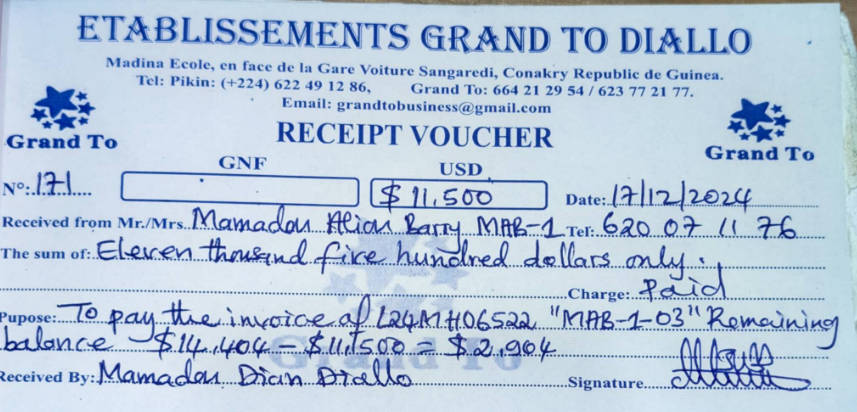 ETABLISSEMENTS GRAND TO DIALLO
Madina Ecole, en face de la Gare Voiture Sangaredi, Conakry Republic de Guinea.
Tel: Pikin: (+224) 622 49 12 86, Grand To: 664 21 29 54 / 623 77 21 77.
Email: grandtobusiness@gmail.com
Grand To RECEIPT VOUCHER Grand To
GNF USD
N°: 171 $ 11,500 Date: 17/12/2024
Received from Mr./Mrs. Mamadou Aliou Barry MAB-1 Tel: 620 07 11 76
The sum of: Eleven thousand five hundred dollars only.
Charge: Paid
Pupose: To pay the invoice of L24MH06522 "MAB-1-03" Remaining
balance $14,404 - $11,500 = $2,904
Grand To
Received By: Mamadou Dian Diallo Signature